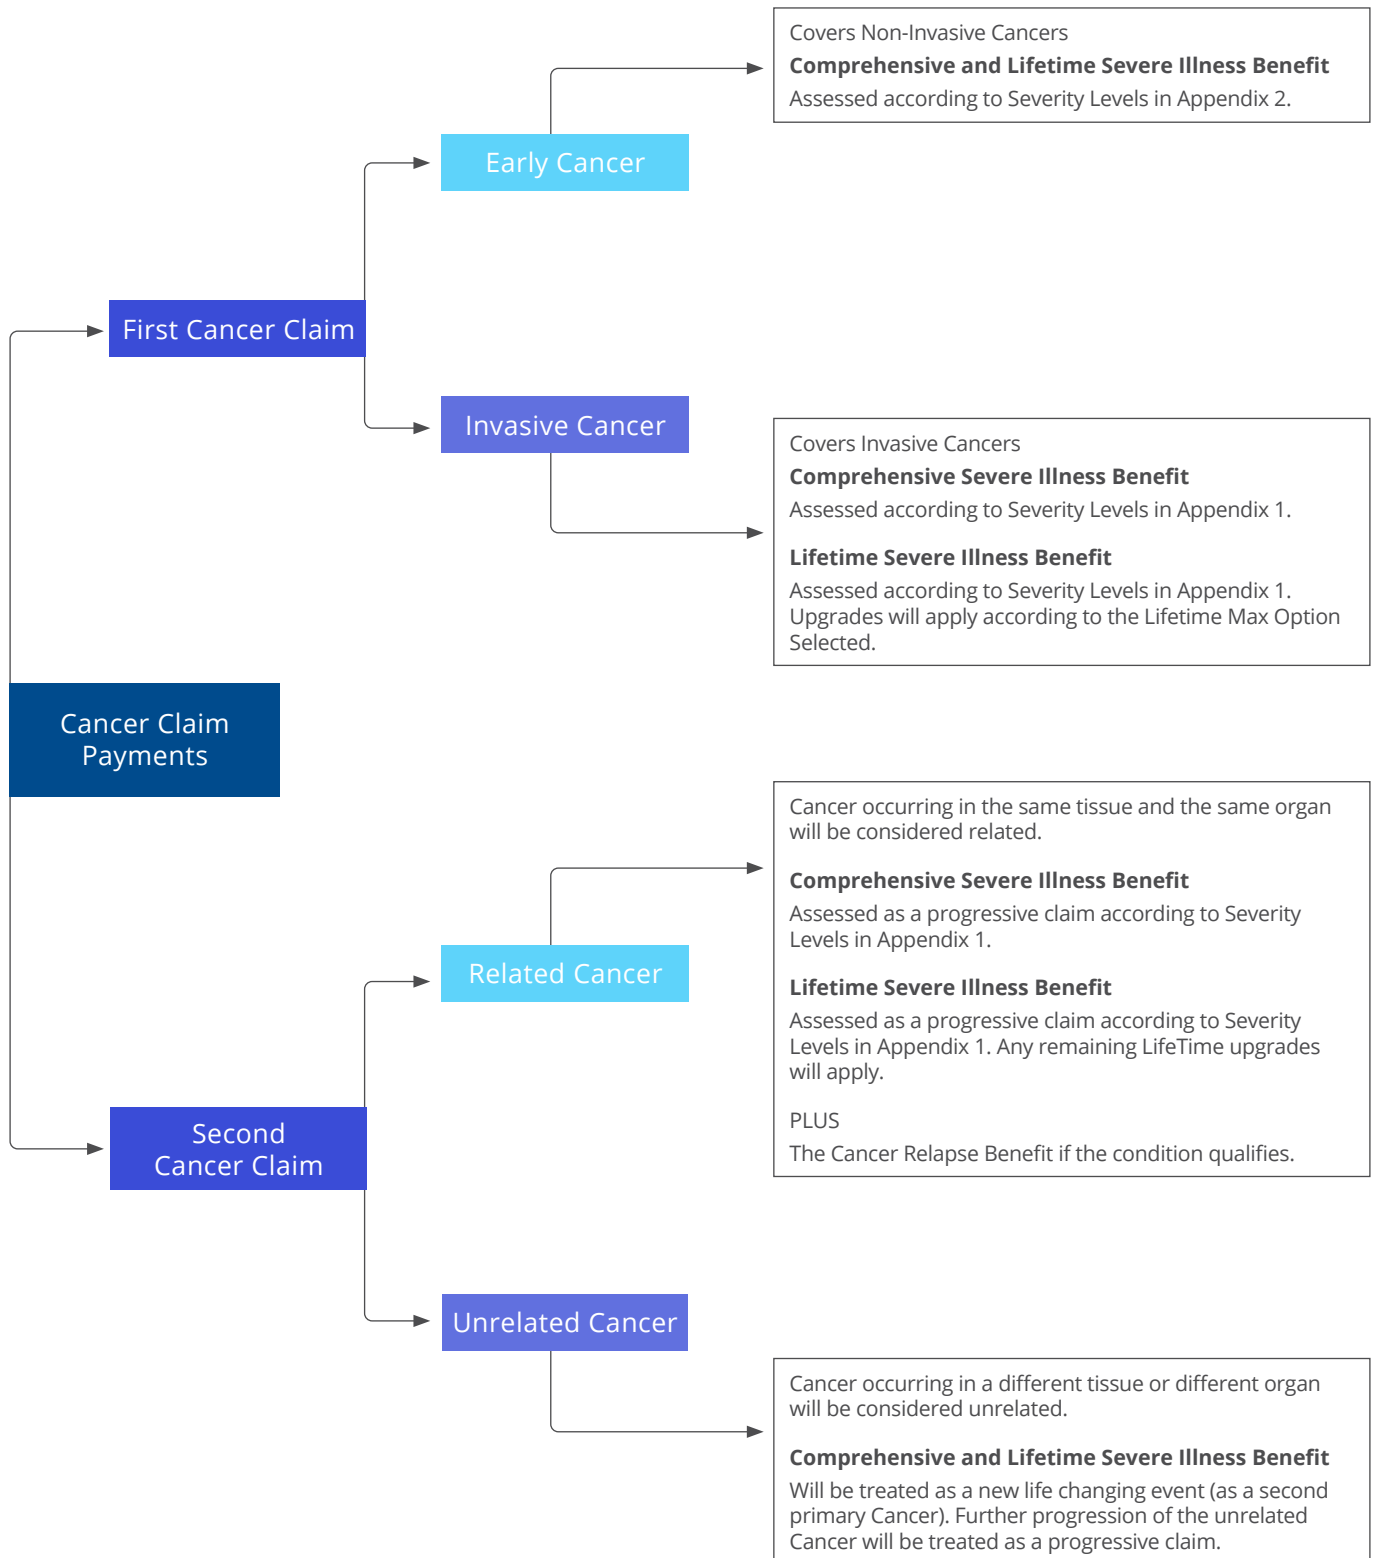 Covers Non-Invasive Cancers
Comprehensive and Lifetime Severe Illness Benefit
Assessed according to Severity Levels in Appendix 2.
Early Cancer
First Cancer Claim
Invasive Cancer
Covers Invasive Cancers
Comprehensive Severe Illness Benefit
Assessed according to Severity Levels in Appendix 1.
Lifetime Severe Illness Benefit
Assessed according to Severity Levels in Appendix 1.
Upgrades will apply according to the Lifetime Max Option
Selected.
Cancer Claim
Payments
Cancer occurring in the same tissue and the same organ
will be considered related.
Comprehensive Severe Illness Benefit
Assessed as a progressive claim according to Severity
Levels in Appendix 1.
Lifetime Severe Illness Benefit
Assessed as a progressive claim according to Severity
Levels in Appendix 1. Any remaining LifeTime upgrades
will apply.
PLUS
The Cancer Relapse Benefit if the condition qualifies.
Related Cancer
Second
Cancer Claim
Unrelated Cancer
Cancer occurring in a different tissue or different organ
will be considered unrelated.
Comprehensive and Lifetime Severe Illness Benefit
Will be treated as a new life changing event (as a second
primary Cancer). Further progression of the unrelated
Cancer will be treated as a progressive claim.